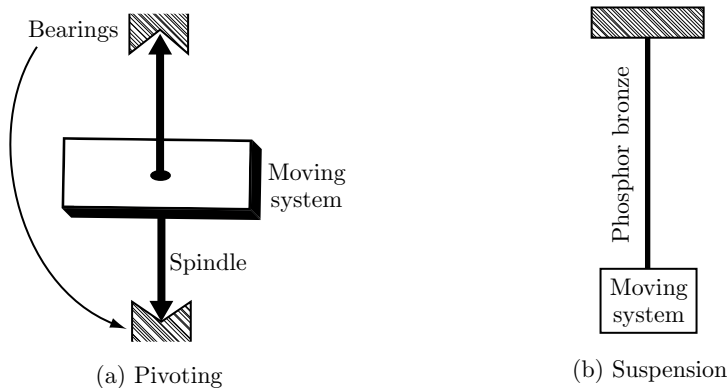 Bearings
Moving
system
Spindle
(a) Pivoting
Phosphor bronze
Moving
system
(b) Suspension